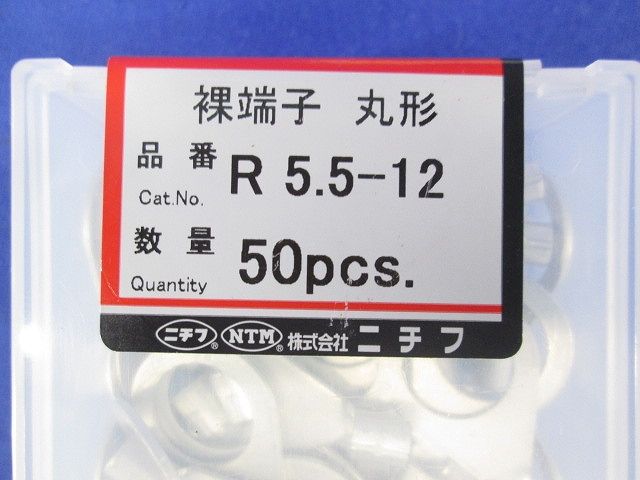 裸端子 丸形
品番 R 5.5-12
Cat.No.
数量 50pcs.
Quantity
ニチフ® NTM® 株式会社 ニチフ